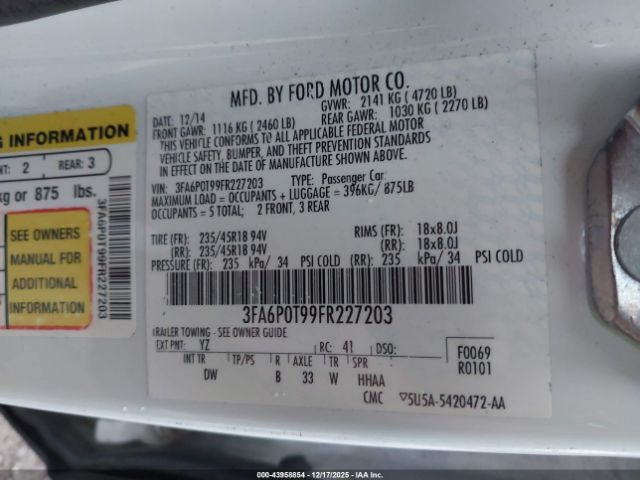 MFD. BY FORD MOTOR CO.
DATE: 12/14 GVWR: 2141 KG ( 4720 LB)
FRONT GAWR: 1116 KG ( 2460 LB) REAR GAWR: 1030 KG ( 2270 LB)
THIS VEHICLE CONFORMS TO ALL APPLICABLE FEDERAL MOTOR
VEHICLE SAFETY, BUMPER, AND THEFT PREVENTION STANDARDS
IN EFFECT ON THE DATE OF MANUFACTURE SHOWN ABOVE.
VIN: 3FA6P0T99FR227203 TYPE: Passenger Car
MAXIMUM LOAD = OCCUPANTS + LUGGAGE = 396KG/ 875LB
OCCUPANTS = 5 TOTAL; 2 FRONT, 3 REAR
TIRE (FR): 235/45R18 94V RIMS (FR): 18x8.0J
(RR): 235/45R18 94V (RR): 18x8.0J
PRESSURE (FR): 235 kPa/ 34 PSI COLD (RR): 235 kPa/ 34 PSI COLD
3FA6P0T99FR227203
TRAILER TOWING - SEE OWNER GUIDE
EXT PNT: YZ RC: 41 DSO: F0069
R0101
INT TR TP/PS R AXLE TR SPR
DW B 33 W HHAA
CMC 5U5A-5420472-AA
G INFORMATION
NT: 2 REAR: 3
kg or 875 lbs.
SEE OWNERS
MANUAL FOR
ADDITIONAL
INFORMATION
3FA6P0T99FR227203
000-43958854 | 12/17/2025 | IAA Inc.